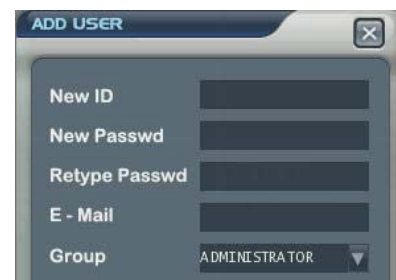 ADD USER
New ID
New Passwd
Retype Passwd
E - Mail
Group ADMINISTRATOR